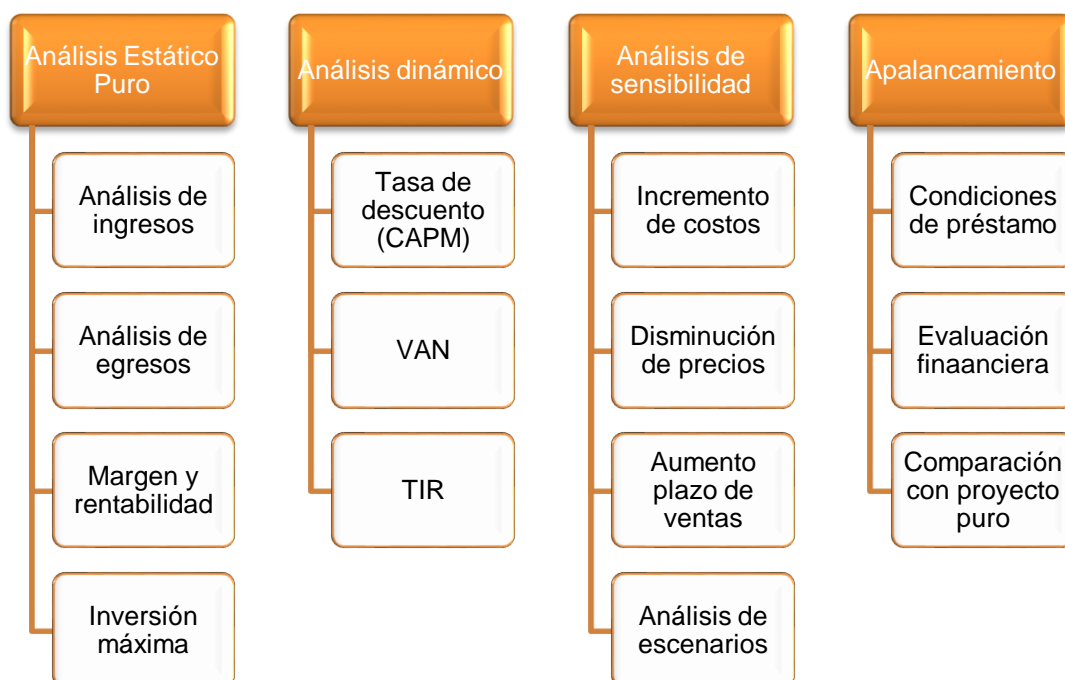 Análisis Estático
Puro
Análisis de
ingresos
Análisis de
egresos
Margen y
rentabilidad
Inversión
máxima
Análisis dinámico
Tasa de
descuento
(CAPM)
VAN
TIR
Análisis de
sensibilidad
Incremento
de costos
Disminución
de precios
Aumento
plazo de
ventas
Análisis de
escenarios
Apalancamiento
Condiciones
de préstamo
Evaluación
finaanciera
Comparación
con proyecto
puro